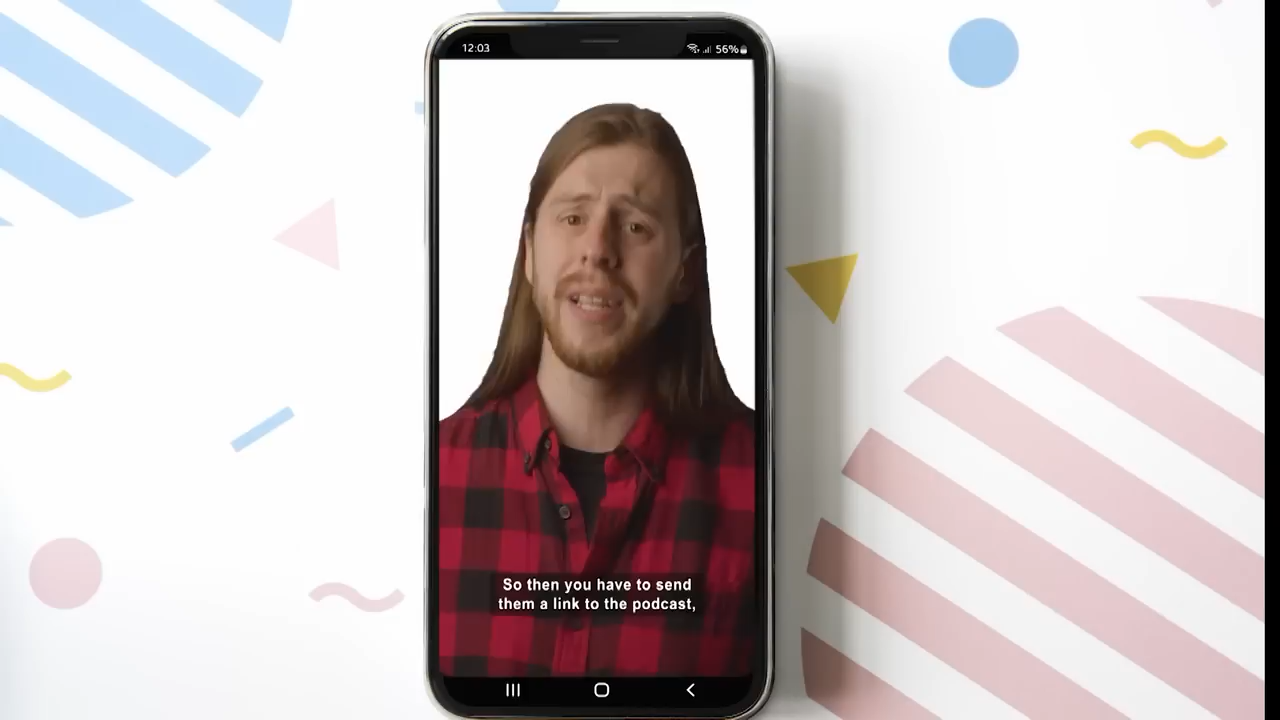 12:03
56%
So then you have to send
them a link to the podcast,